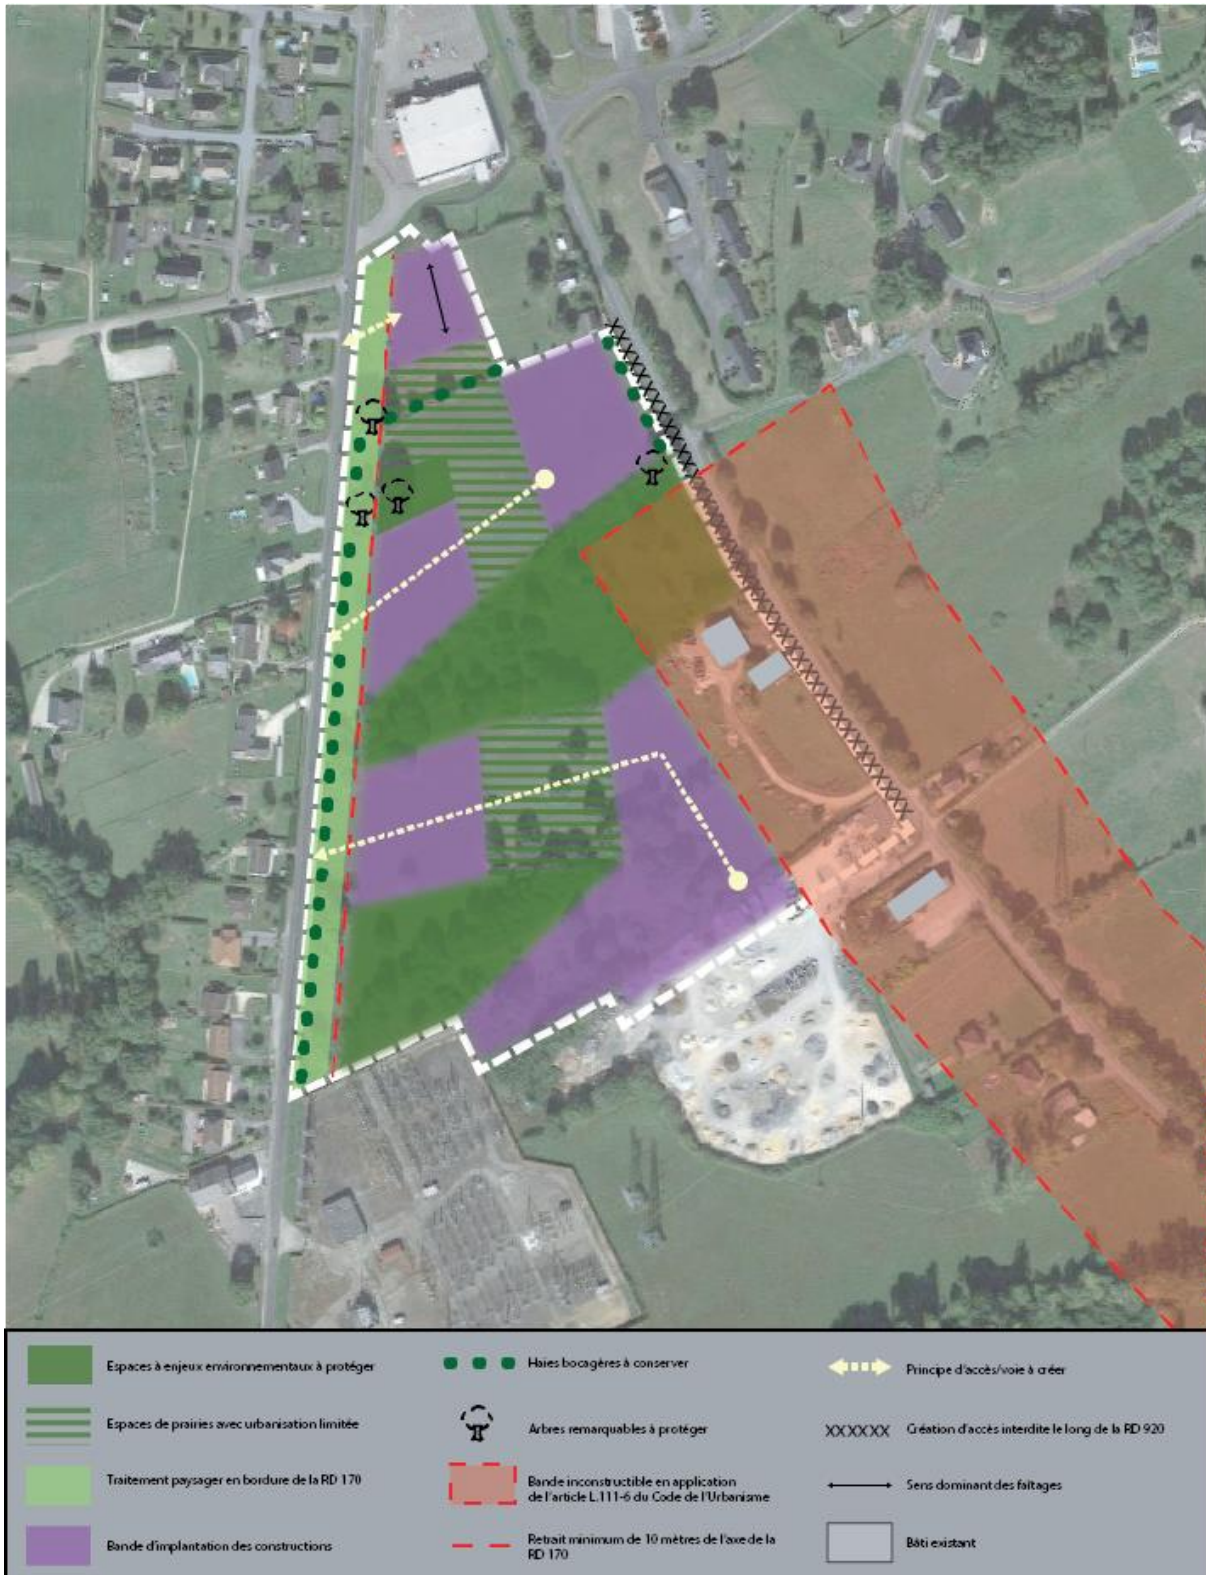 Espaces à enjeux environnementaux à protéger
Espaces de prairies avec urbanisation limitée
Traitement paysager en bordure de la RD 170
Bande d'implantation des constructions
Haies bocagères à conserver
Arbres remarquables à protéger
Bande inconstructible en application
de l'article L.111-6 du Code de l'Urbanisme
Retrait minimum de 10 mètres de l'axe de la
RD 170
Principe d'accès/voie à créer
XXXXXX Création d'accès interdite le long de la RD 920
Sens dominant des faîtages
Bâti existant